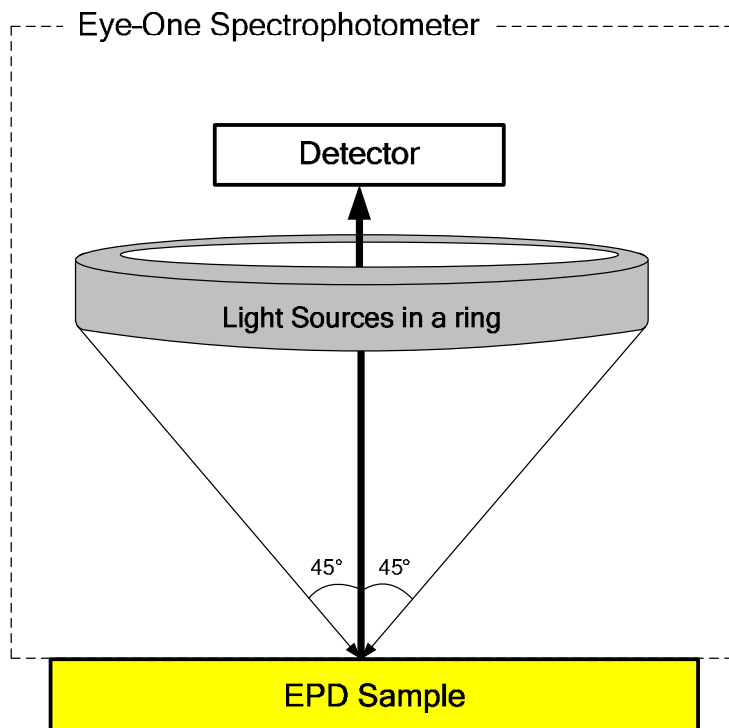 Eye-One Spectrophotometer
Detector
Light Sources in a ring
45° 45°
EPD Sample